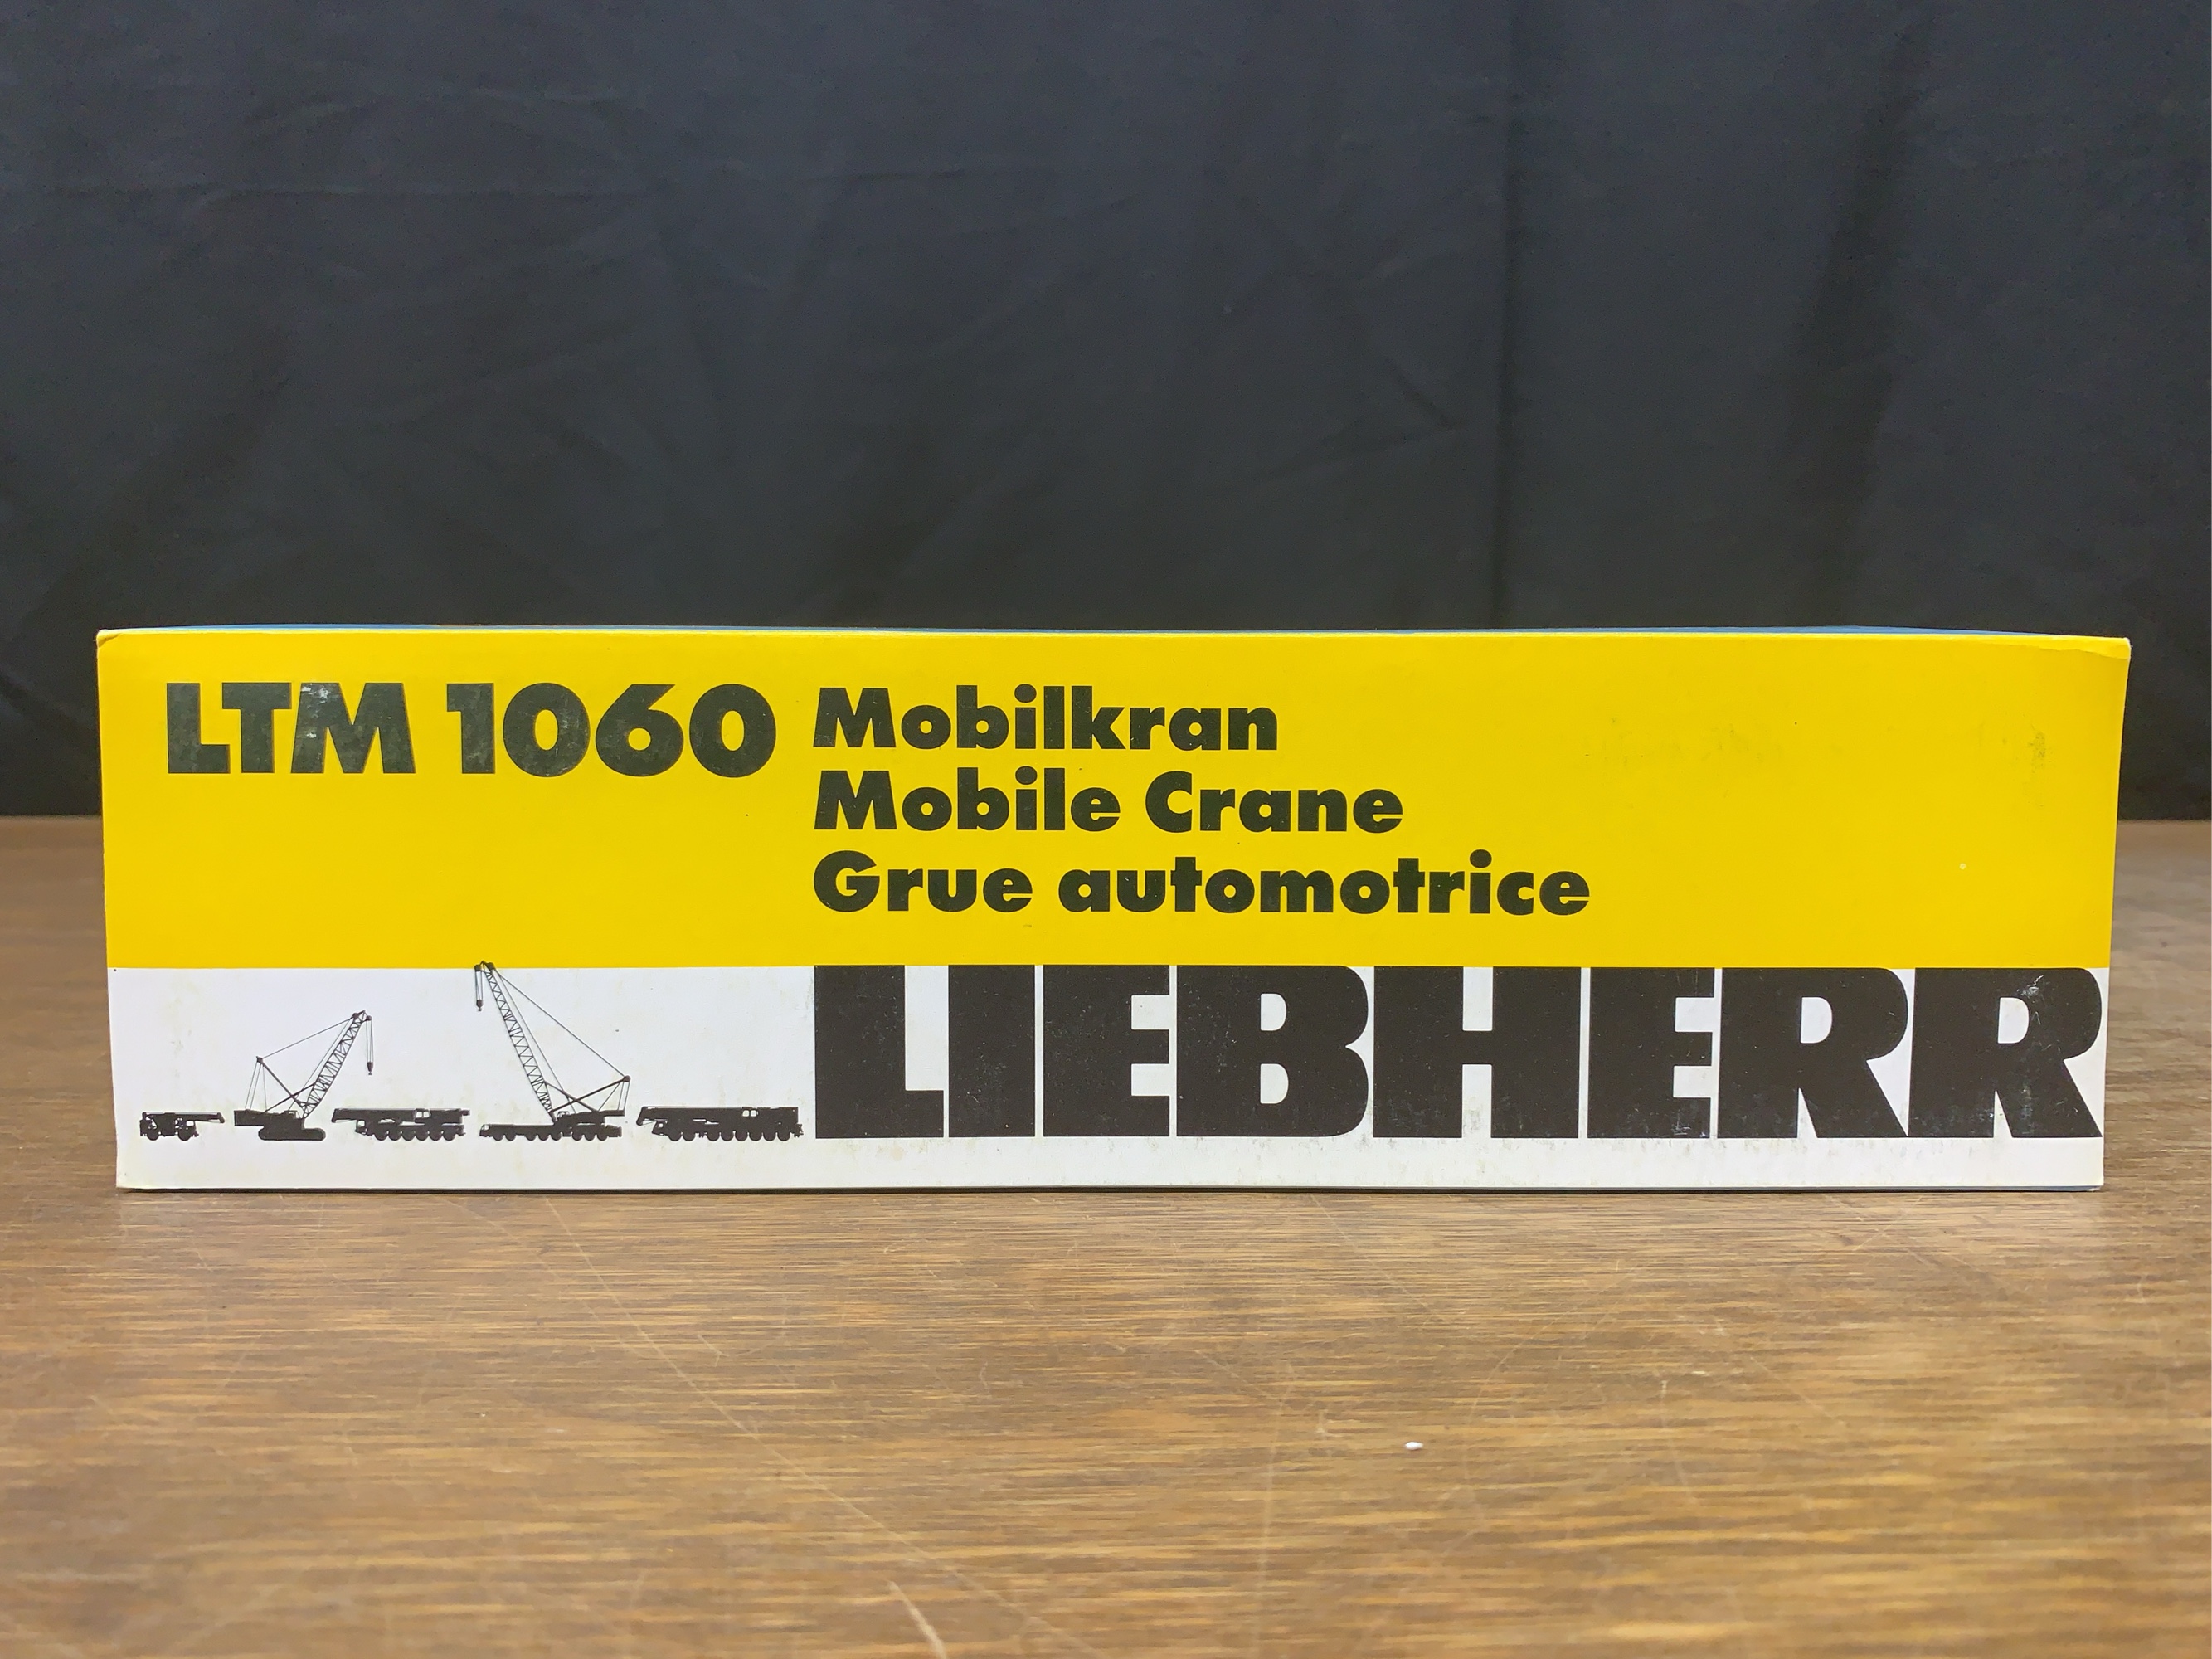 LTM 1060
Mobilkran
Mobile Crane
Grue automotrice
LIEBHERR